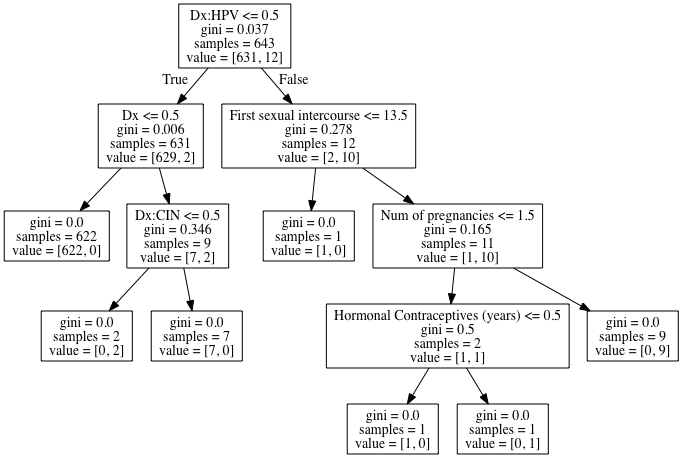 Dx:HPV <= 0.5
gini = 0.037
samples = 643
value = [631, 12]
True
False
Dx <= 0.5
gini = 0.006
samples = 631
value = [629, 2]
First sexual intercourse <= 13.5
gini = 0.278
samples = 12
value = [2, 10]
gini = 0.0
samples = 622
value = [622, 0]
Dx:CIN <= 0.5
gini = 0.346
samples = 9
value = [7, 2]
gini = 0.0
samples = 1
value = [1, 0]
Num of pregnancies <= 1.5
gini = 0.165
samples = 11
value = [1, 10]
gini = 0.0
samples = 2
value = [0, 2]
gini = 0.0
samples = 7
value = [7, 0]
Hormonal Contraceptives (years) <= 0.5
gini = 0.5
samples = 2
value = [1, 1]
gini = 0.0
samples = 9
value = [0, 9]
gini = 0.0
samples = 1
value = [1, 0]
gini = 0.0
samples = 1
value = [0, 1]